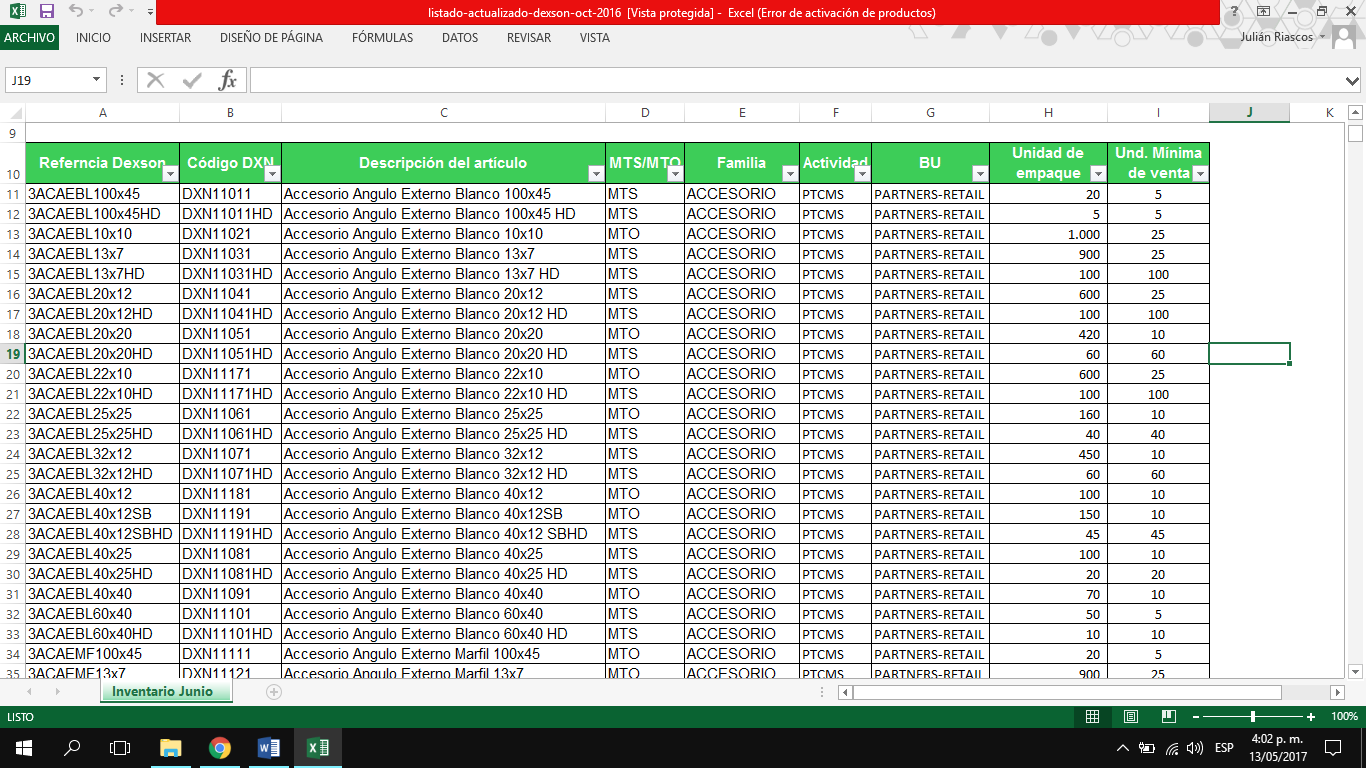 listado-actualizado-dexson-oct-2016 [Vista protegida] - Excel (Error de activación de productos)
ARCHIVO INICIO INSERTAR DISEÑO DE PÁGINA FÓRMULAS DATOS REVISAR VISTA Julián Riascos
J19 fx
A B C D E F G H I J K
9
10 Referncia Dexson Código DXN Descripción del artículo MTS/MTO Familia Actividad BU Unidad de empaque Und. Mínima de venta
11 3ACAEBL100x45 DXN11011 Accesorio Angulo Externo Blanco 100x45 MTS ACCESORIO PTCMS PARTNERS-RETAIL 20 5
12 3ACAEBL100x45HD DXN11011HD Accesorio Angulo Externo Blanco 100x45 HD MTS ACCESORIO PTCMS PARTNERS-RETAIL 5 5
13 3ACAEBL10x10 DXN11021 Accesorio Angulo Externo Blanco 10x10 MTO ACCESORIO PTCMS PARTNERS-RETAIL 1.000 25
14 3ACAEBL13x7 DXN11031 Accesorio Angulo Externo Blanco 13x7 MTS ACCESORIO PTCMS PARTNERS-RETAIL 900 25
15 3ACAEBL13x7HD DXN11031HD Accesorio Angulo Externo Blanco 13x7 HD MTS ACCESORIO PTCMS PARTNERS-RETAIL 100 100
16 3ACAEBL20x12 DXN11041 Accesorio Angulo Externo Blanco 20x12 MTS ACCESORIO PTCMS PARTNERS-RETAIL 600 25
17 3ACAEBL20x12HD DXN11041HD Accesorio Angulo Externo Blanco 20x12 HD MTS ACCESORIO PTCMS PARTNERS-RETAIL 100 100
18 3ACAEBL20x20 DXN11051 Accesorio Angulo Externo Blanco 20x20 MTO ACCESORIO PTCMS PARTNERS-RETAIL 420 10
19 3ACAEBL20x20HD DXN11051HD Accesorio Angulo Externo Blanco 20x20 HD MTS ACCESORIO PTCMS PARTNERS-RETAIL 60 60
20 3ACAEBL22x10 DXN11171 Accesorio Angulo Externo Blanco 22x10 MTO ACCESORIO PTCMS PARTNERS-RETAIL 600 25
21 3ACAEBL22x10HD DXN11171HD Accesorio Angulo Externo Blanco 22x10 HD MTS ACCESORIO PTCMS PARTNERS-RETAIL 100 100
22 3ACAEBL25x25 DXN11061 Accesorio Angulo Externo Blanco 25x25 MTO ACCESORIO PTCMS PARTNERS-RETAIL 160 10
23 3ACAEBL25x25HD DXN11061HD Accesorio Angulo Externo Blanco 25x25 HD MTS ACCESORIO PTCMS PARTNERS-RETAIL 40 40
24 3ACAEBL32x12 DXN11071 Accesorio Angulo Externo Blanco 32x12 MTS ACCESORIO PTCMS PARTNERS-RETAIL 450 10
25 3ACAEBL32x12HD DXN11071HD Accesorio Angulo Externo Blanco 32x12 HD MTS ACCESORIO PTCMS PARTNERS-RETAIL 60 60
26 3ACAEBL40x12 DXN11181 Accesorio Angulo Externo Blanco 40x12 MTO ACCESORIO PTCMS PARTNERS-RETAIL 100 10
27 3ACAEBL40x12SB DXN11191 Accesorio Angulo Externo Blanco 40x12SB MTO ACCESORIO PTCMS PARTNERS-RETAIL 150 10
28 3ACAEBL40x12SBHD DXN11191HD Accesorio Angulo Externo Blanco 40x12 SBHD MTS ACCESORIO PTCMS PARTNERS-RETAIL 45 45
29 3ACAEBL40x25 DXN11081 Accesorio Angulo Externo Blanco 40x25 MTS ACCESORIO PTCMS PARTNERS-RETAIL 100 10
30 3ACAEBL40x25HD DXN11081HD Accesorio Angulo Externo Blanco 40x25 HD MTS ACCESORIO PTCMS PARTNERS-RETAIL 20 20
31 3ACAEBL40x40 DXN11091 Accesorio Angulo Externo Blanco 40x40 MTO ACCESORIO PTCMS PARTNERS-RETAIL 70 10
32 3ACAEBL60x40 DXN11101 Accesorio Angulo Externo Blanco 60x40 MTS ACCESORIO PTCMS PARTNERS-RETAIL 50 5
33 3ACAEBL60x40HD DXN11101HD Accesorio Angulo Externo Blanco 60x40 HD MTS ACCESORIO PTCMS PARTNERS-RETAIL 10 10
34 3ACAEMF100x45 DXN11111 Accesorio Angulo Externo Marfil 100x45 MTO ACCESORIO PTCMS PARTNERS-RETAIL 20 5
35 3ACAEMF13x7 DXN11121 Accesorio Angulo Externo Marfil 13x7 MTO ACCESORIO PTCMS PARTNERS-RETAIL 900 25
Inventario Junio
LISTO 100%
ESP 4:02 p. m.
13/05/2017